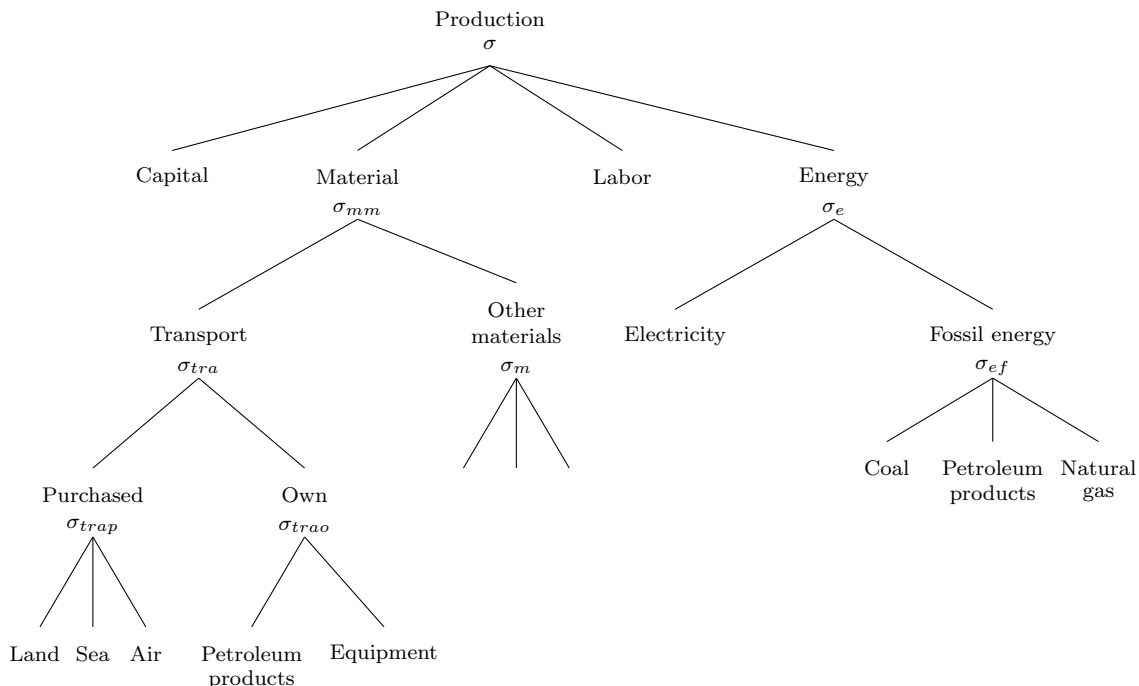 Production
σ
Capital
Material
Labor
Energy
σ_mm
σ_e
Other
materials
Transport
Electricity
Fossil energy
σ_tra
σ_m
σ_ef
Coal
Petroleum
products
Natural
gas
Purchased
Own
σ_trap
σ_trao
Land
Sea
Air
Petroleum
products
Equipment